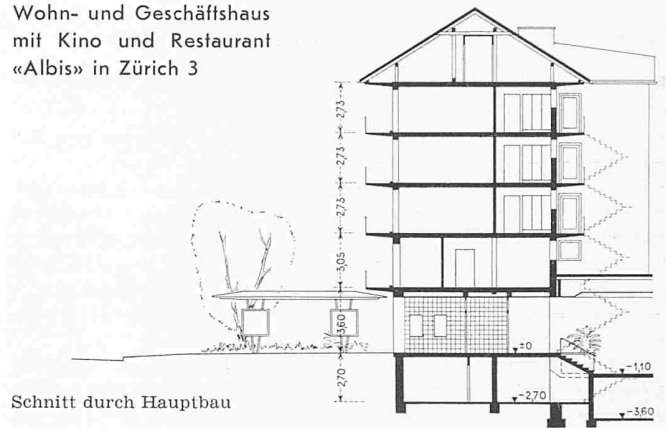 Wohn- und Geschäftshaus
mit Kino und Restaurant
«Albis» in Zürich 3
2,73
2,73
2,73
3,05
3,60
2,70
±0
-1,10
-2,70
-3,60
Schnitt durch Hauptbau